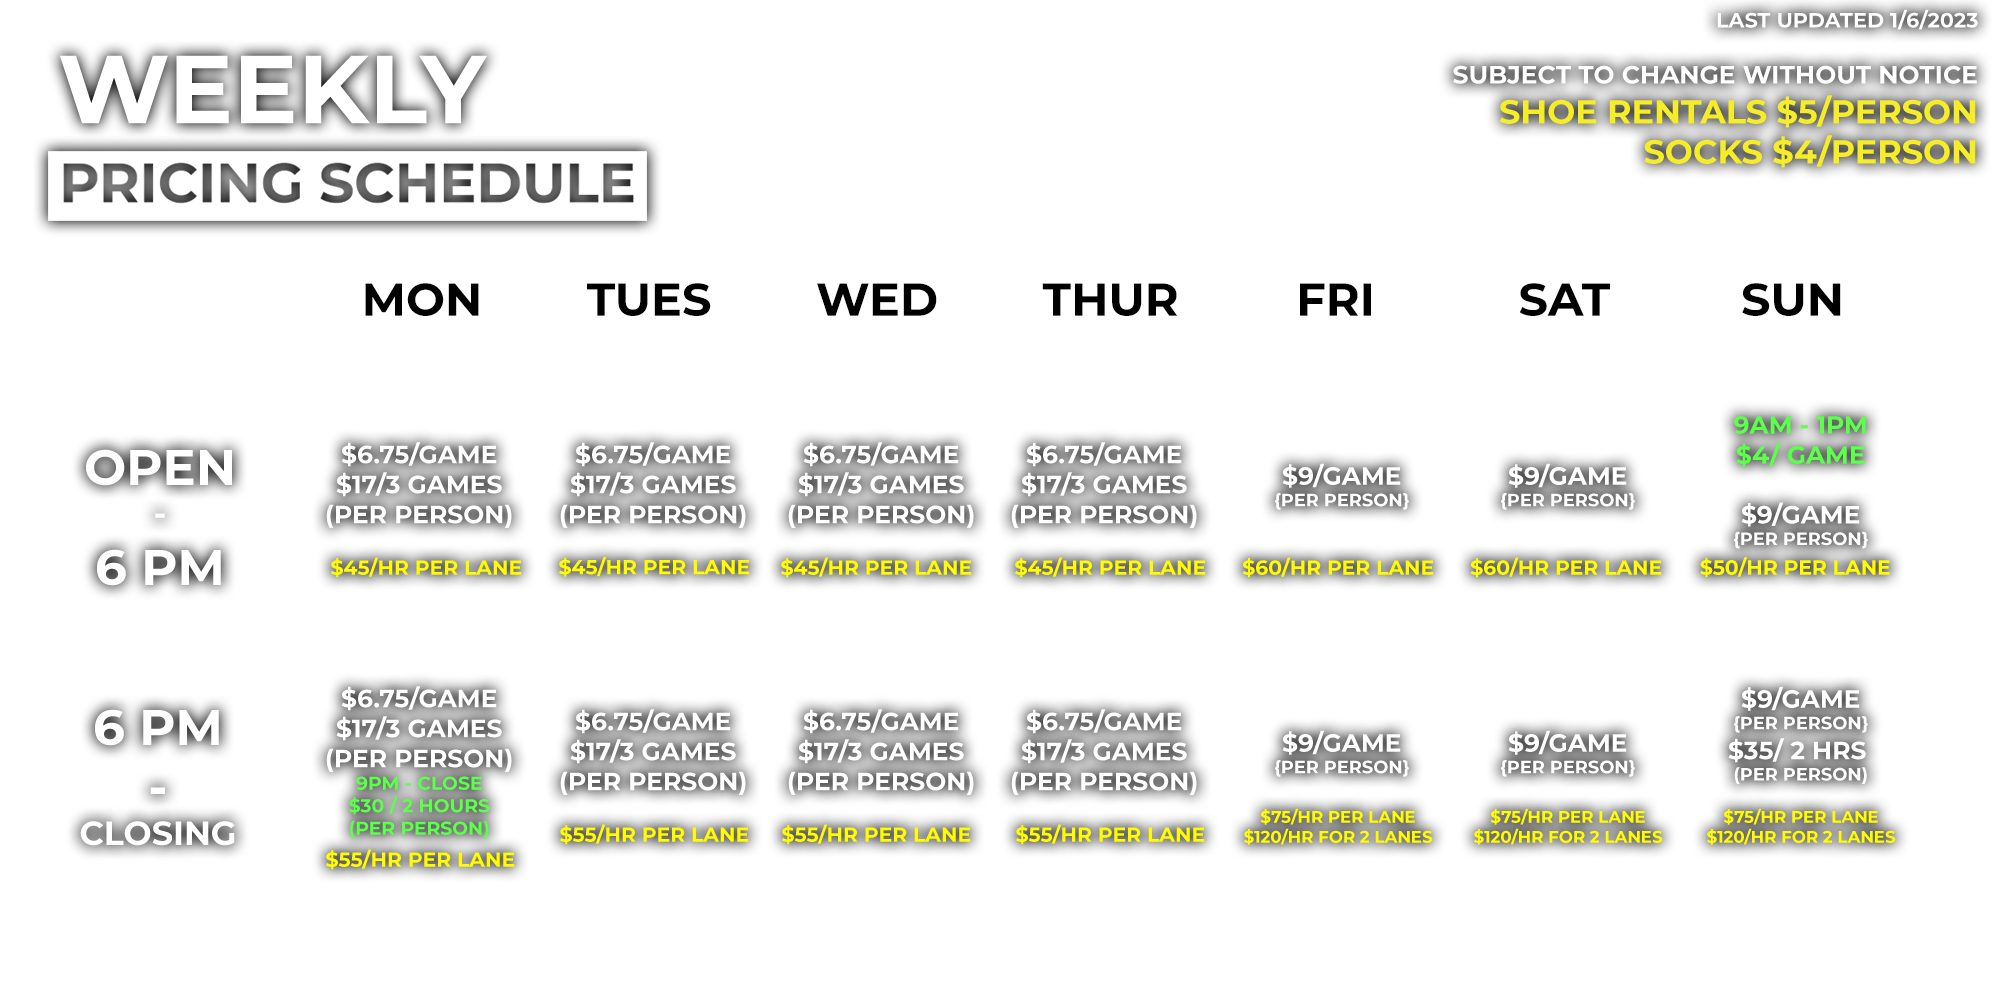 LAST UPDATED 1/6/2023
WEEKLY
PRICING SCHEDULE
SUBJECT TO CHANGE WITHOUT NOTICE
SHOE RENTALS $5/PERSON
SOCKS $4/PERSON
MON TUES WED THUR FRI SAT SUN
OPEN
-
6 PM
$6.75/GAME
$17/3 GAMES
(PER PERSON)
$45/HR PER LANE
$6.75/GAME
$17/3 GAMES
(PER PERSON)
$45/HR PER LANE
$6.75/GAME
$17/3 GAMES
(PER PERSON)
$45/HR PER LANE
$6.75/GAME
$17/3 GAMES
(PER PERSON)
$45/HR PER LANE
$9/GAME
{PER PERSON}
$60/HR PER LANE
$9/GAME
{PER PERSON}
$60/HR PER LANE
9AM - 1PM
$4/ GAME
$9/GAME
{PER PERSON}
$50/HR PER LANE
6 PM
-
CLOSING
$6.75/GAME
$17/3 GAMES
(PER PERSON)
9PM - CLOSE
$30 / 2 HOURS
(PER PERSON)
$55/HR PER LANE
$6.75/GAME
$17/3 GAMES
(PER PERSON)
$55/HR PER LANE
$6.75/GAME
$17/3 GAMES
(PER PERSON)
$55/HR PER LANE
$6.75/GAME
$17/3 GAMES
(PER PERSON)
$55/HR PER LANE
$9/GAME
{PER PERSON}
$75/HR PER LANE
$120/HR FOR 2 LANES
$9/GAME
{PER PERSON}
$75/HR PER LANE
$120/HR FOR 2 LANES
$9/GAME
{PER PERSON}
$35/ 2 HRS
(PER PERSON)
$75/HR PER LANE
$120/HR FOR 2 LANES